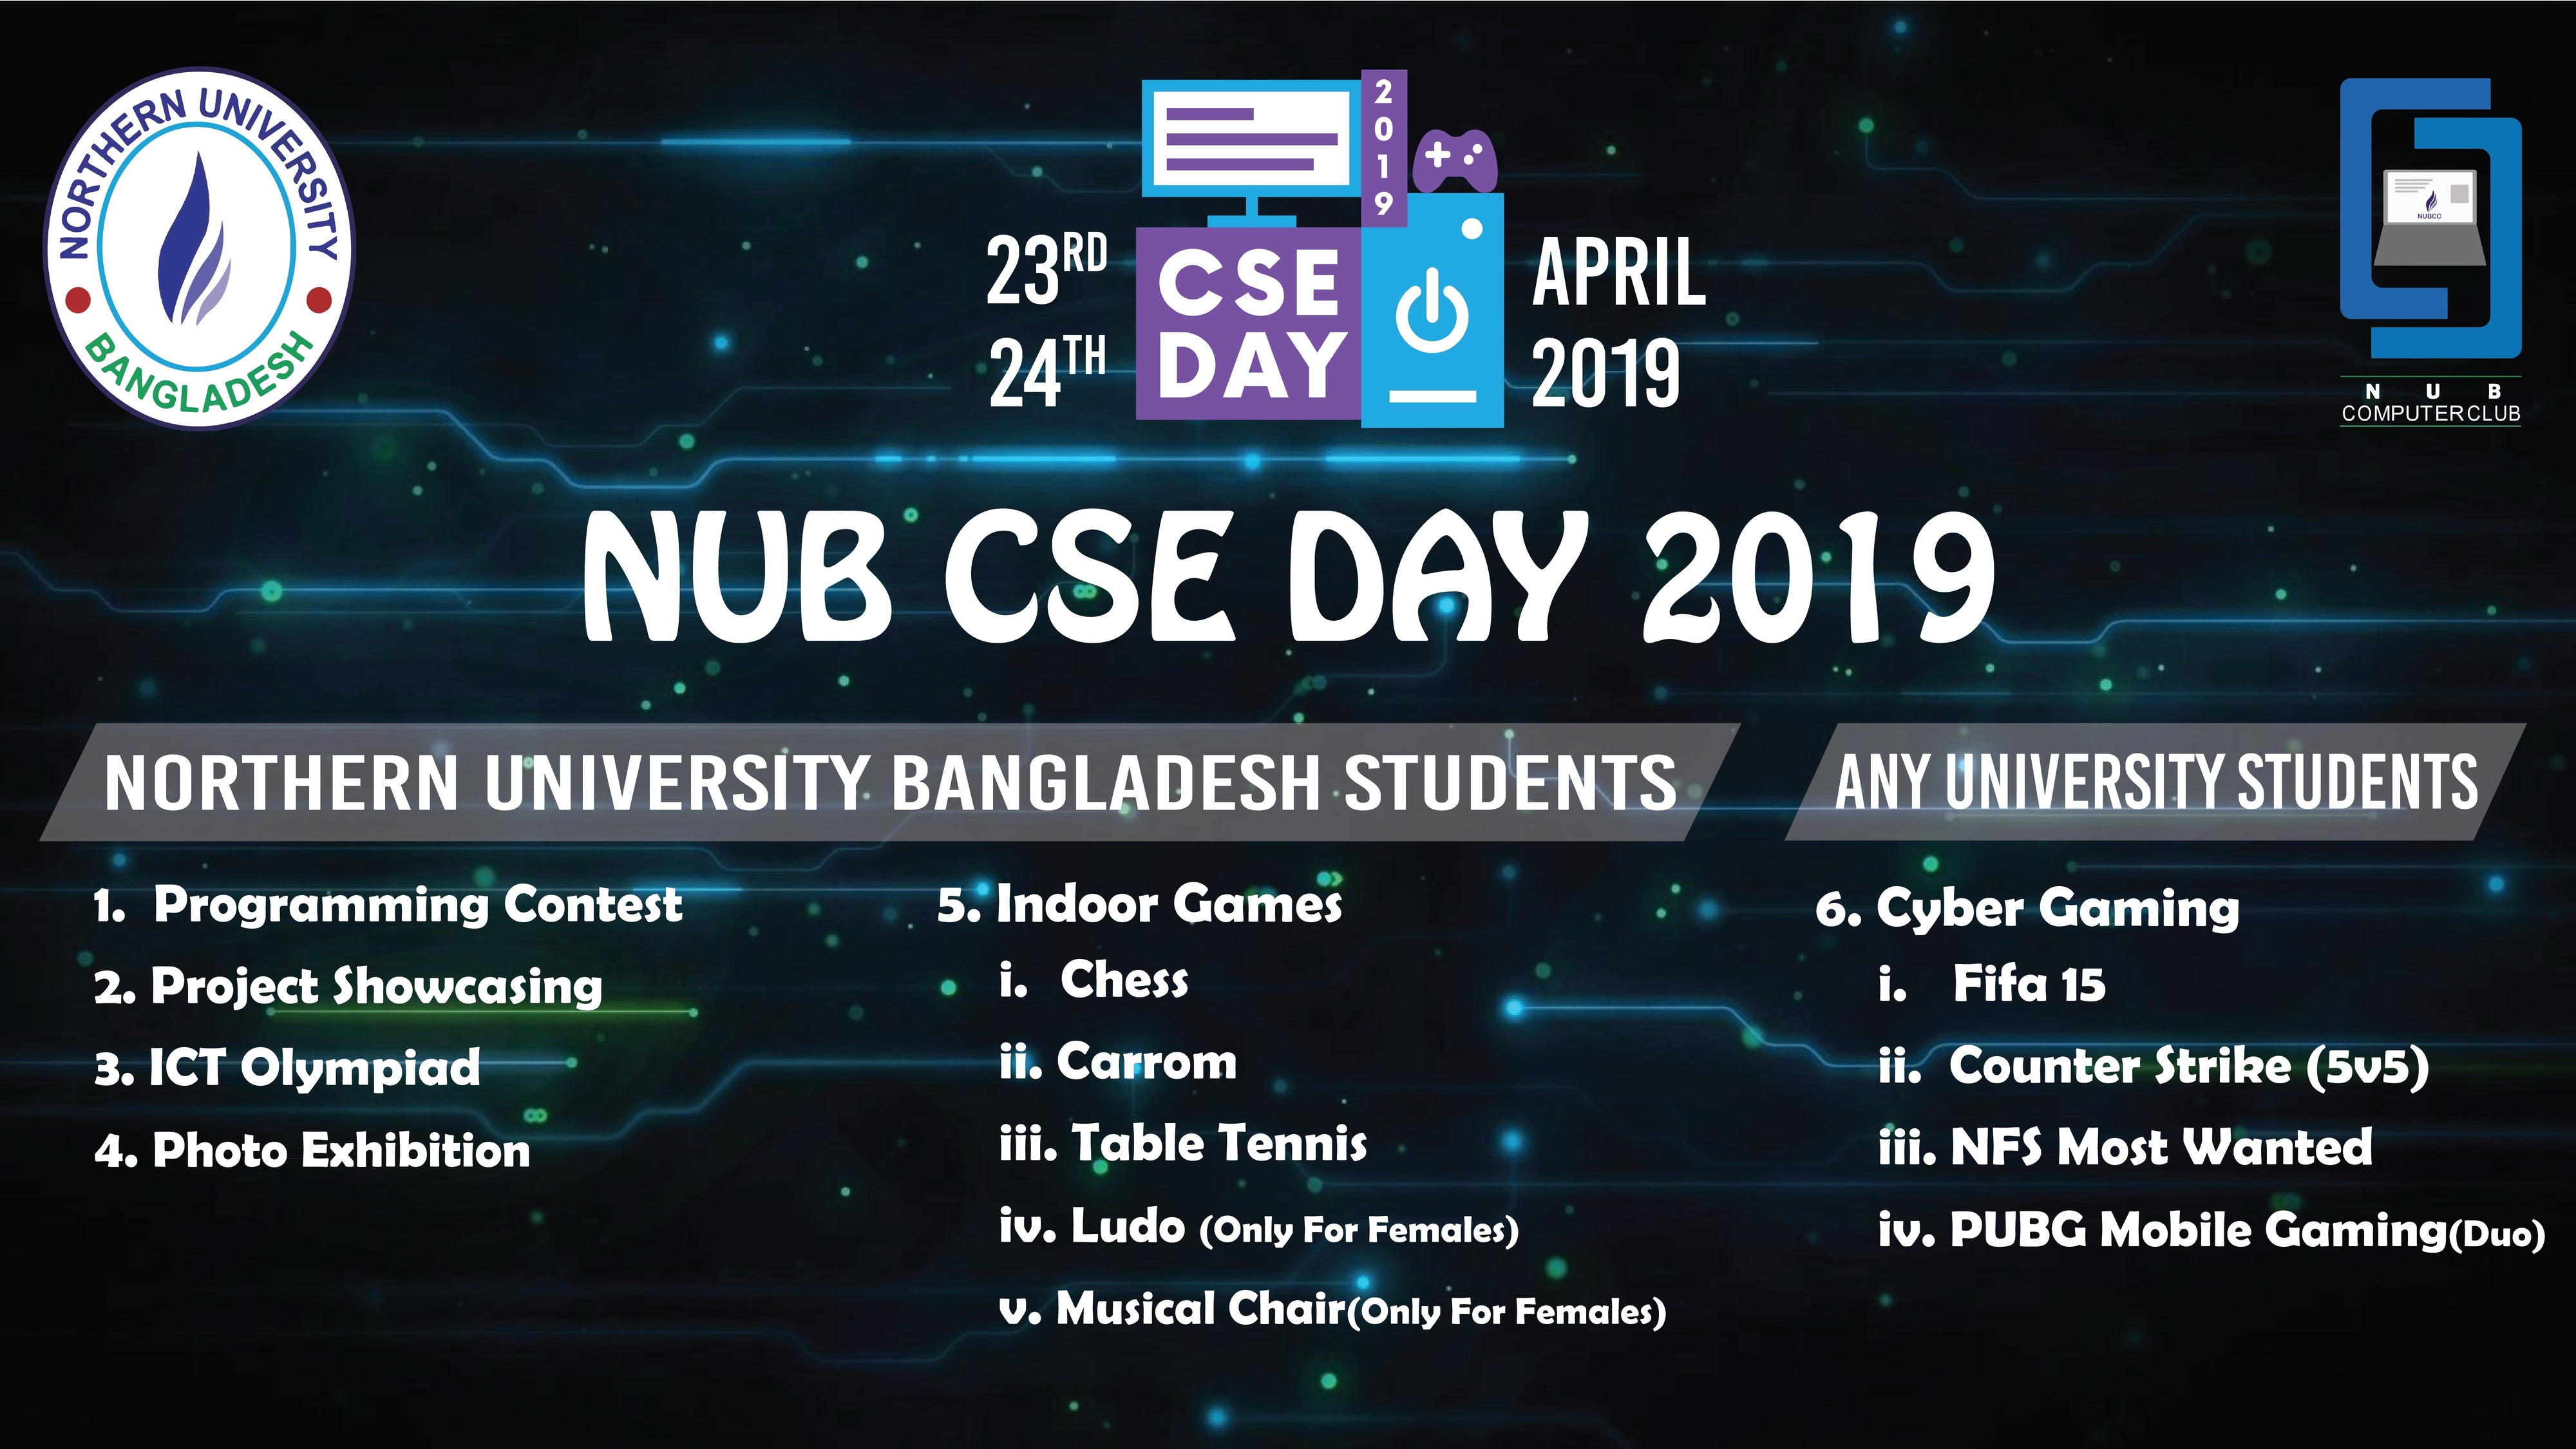 NORTHERN UNIVERSITY
BANGLADESH
2019
23RD
24TH
CSE
DAY
APRIL
2019
NUBCC
N U B
COMPUTER CLUB
NUB CSE DAY 2019
NORTHERN UNIVERSITY BANGLADESH STUDENTS
1. Programming Contest
2. Project Showcasing
3. ICT Olympiad
4. Photo Exhibition
5. Indoor Games
i. Chess
ii. Carrom
iii. Table Tennis
iv. Ludo (Only For Females)
v. Musical Chair(Only For Females)
ANY UNIVERSITY STUDENTS
6. Cyber Gaming
i. Fifa 15
ii. Counter Strike (5v5)
iii. NFS Most Wanted
iv. PUBG Mobile Gaming(Duo)